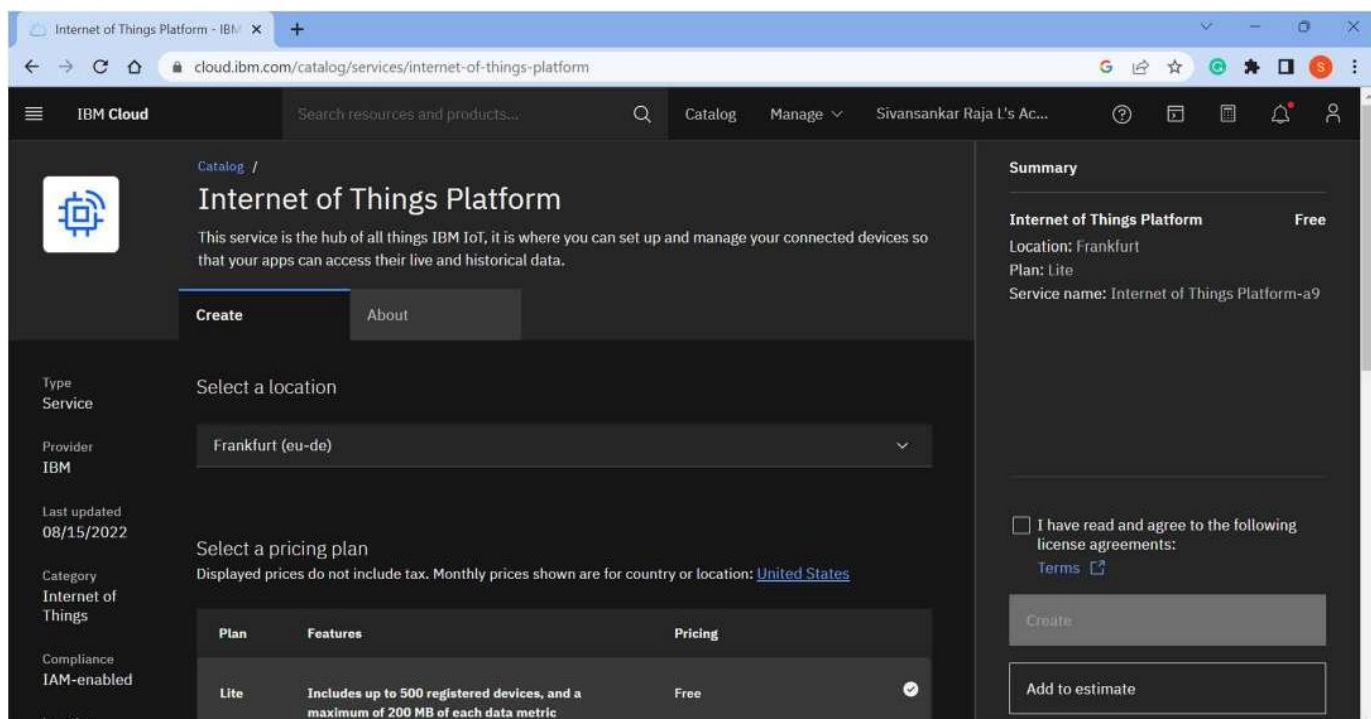 Internet of Things Platform - IBM
cloud.ibm.com/catalog/services/internet-of-things-platform
G
S
IBM Cloud
Search resources and products...
Catalog
Manage
Sivansankar Raja L's Ac...
Catalog /
Internet of Things Platform
This service is the hub of all things IBM IoT, it is where you can set up and manage your connected devices so
that your apps can access their live and historical data.
Create
About
Type
Service
Provider
IBM
Last updated
08/15/2022
Category
Internet of
Things
Compliance
IAM-enabled
Select a location
Frankfurt (eu-de)
Select a pricing plan
Displayed prices do not include tax. Monthly prices shown are for country or location: United States
Plan Features Pricing
Lite Includes up to 500 registered devices, and a Free
maximum of 200 MB of each data metric
Summary
Internet of Things Platform Free
Location: Frankfurt
Plan: Lite
Service name: Internet of Things Platform-a9
I have read and agree to the following
license agreements:
Terms
Create
Add to estimate